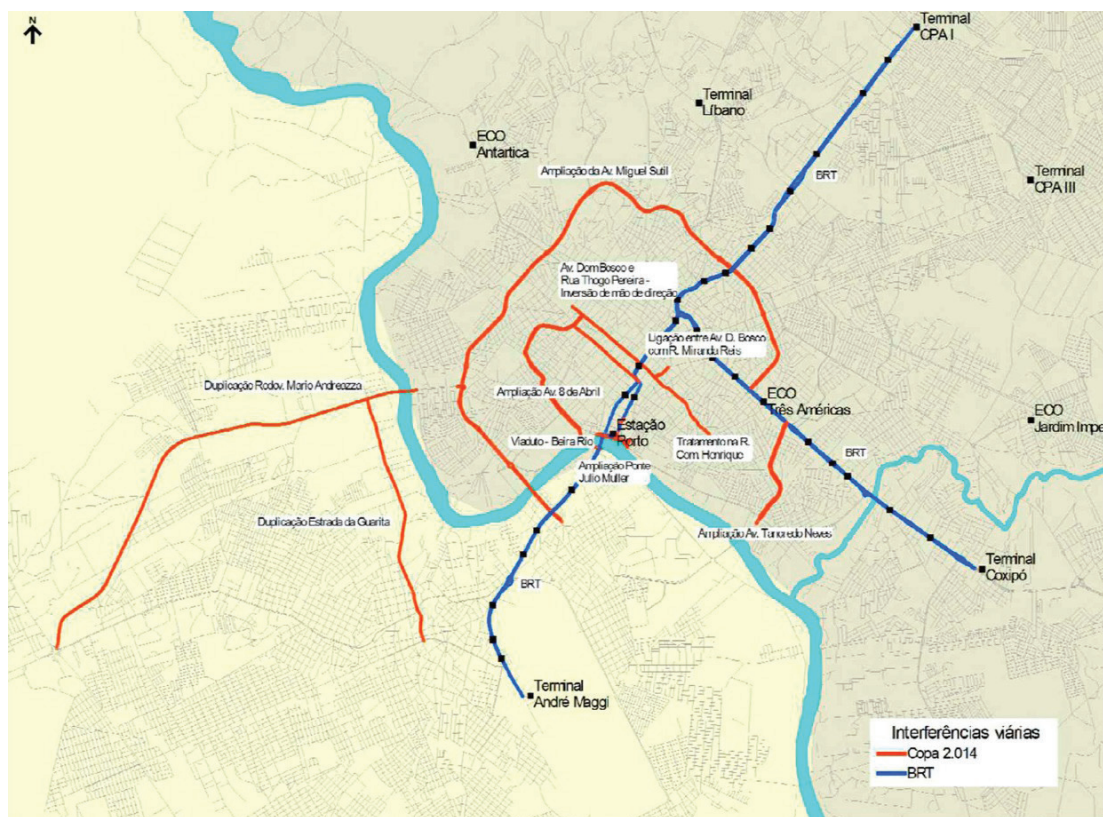 N
Terminal
CPA I
Terminal
Líbano
ECO
Antartica
Terminal
CPA III
Ampliação da Av. Miguel Sutil
BRT
Av. Dom Bosco e
Rua Thogo Pereira -
Inversão de mão de direção
Ligação entre Av. D. Bosco
com R. Miranda Reis
Duplicação Rodov. Mario Andreazza
Ampliação Av. 8 de Abril
ECO
Três Américas
ECO
Jardim Impe
Estação
Porto
Viaduto - Beira Rio
Tratamento na R.
Com. Henrique
Ampliação Ponte
Julio Muller
BRT
Duplicação Estrada da Guarita
Ampliação Av. Tancredo Neves
Terminal
Coxipó
BRT
Terminal
André Maggi
Interferências viárias
Copa 2.014
BRT